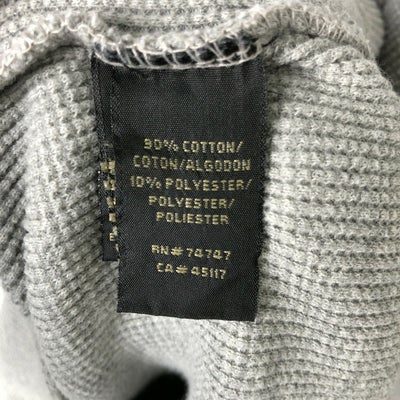 90% COTTON/
COTON/ALGODON
10% POLYESTER/
POLYESTER/
POLIESTER
RN# 74747
CA# 45117